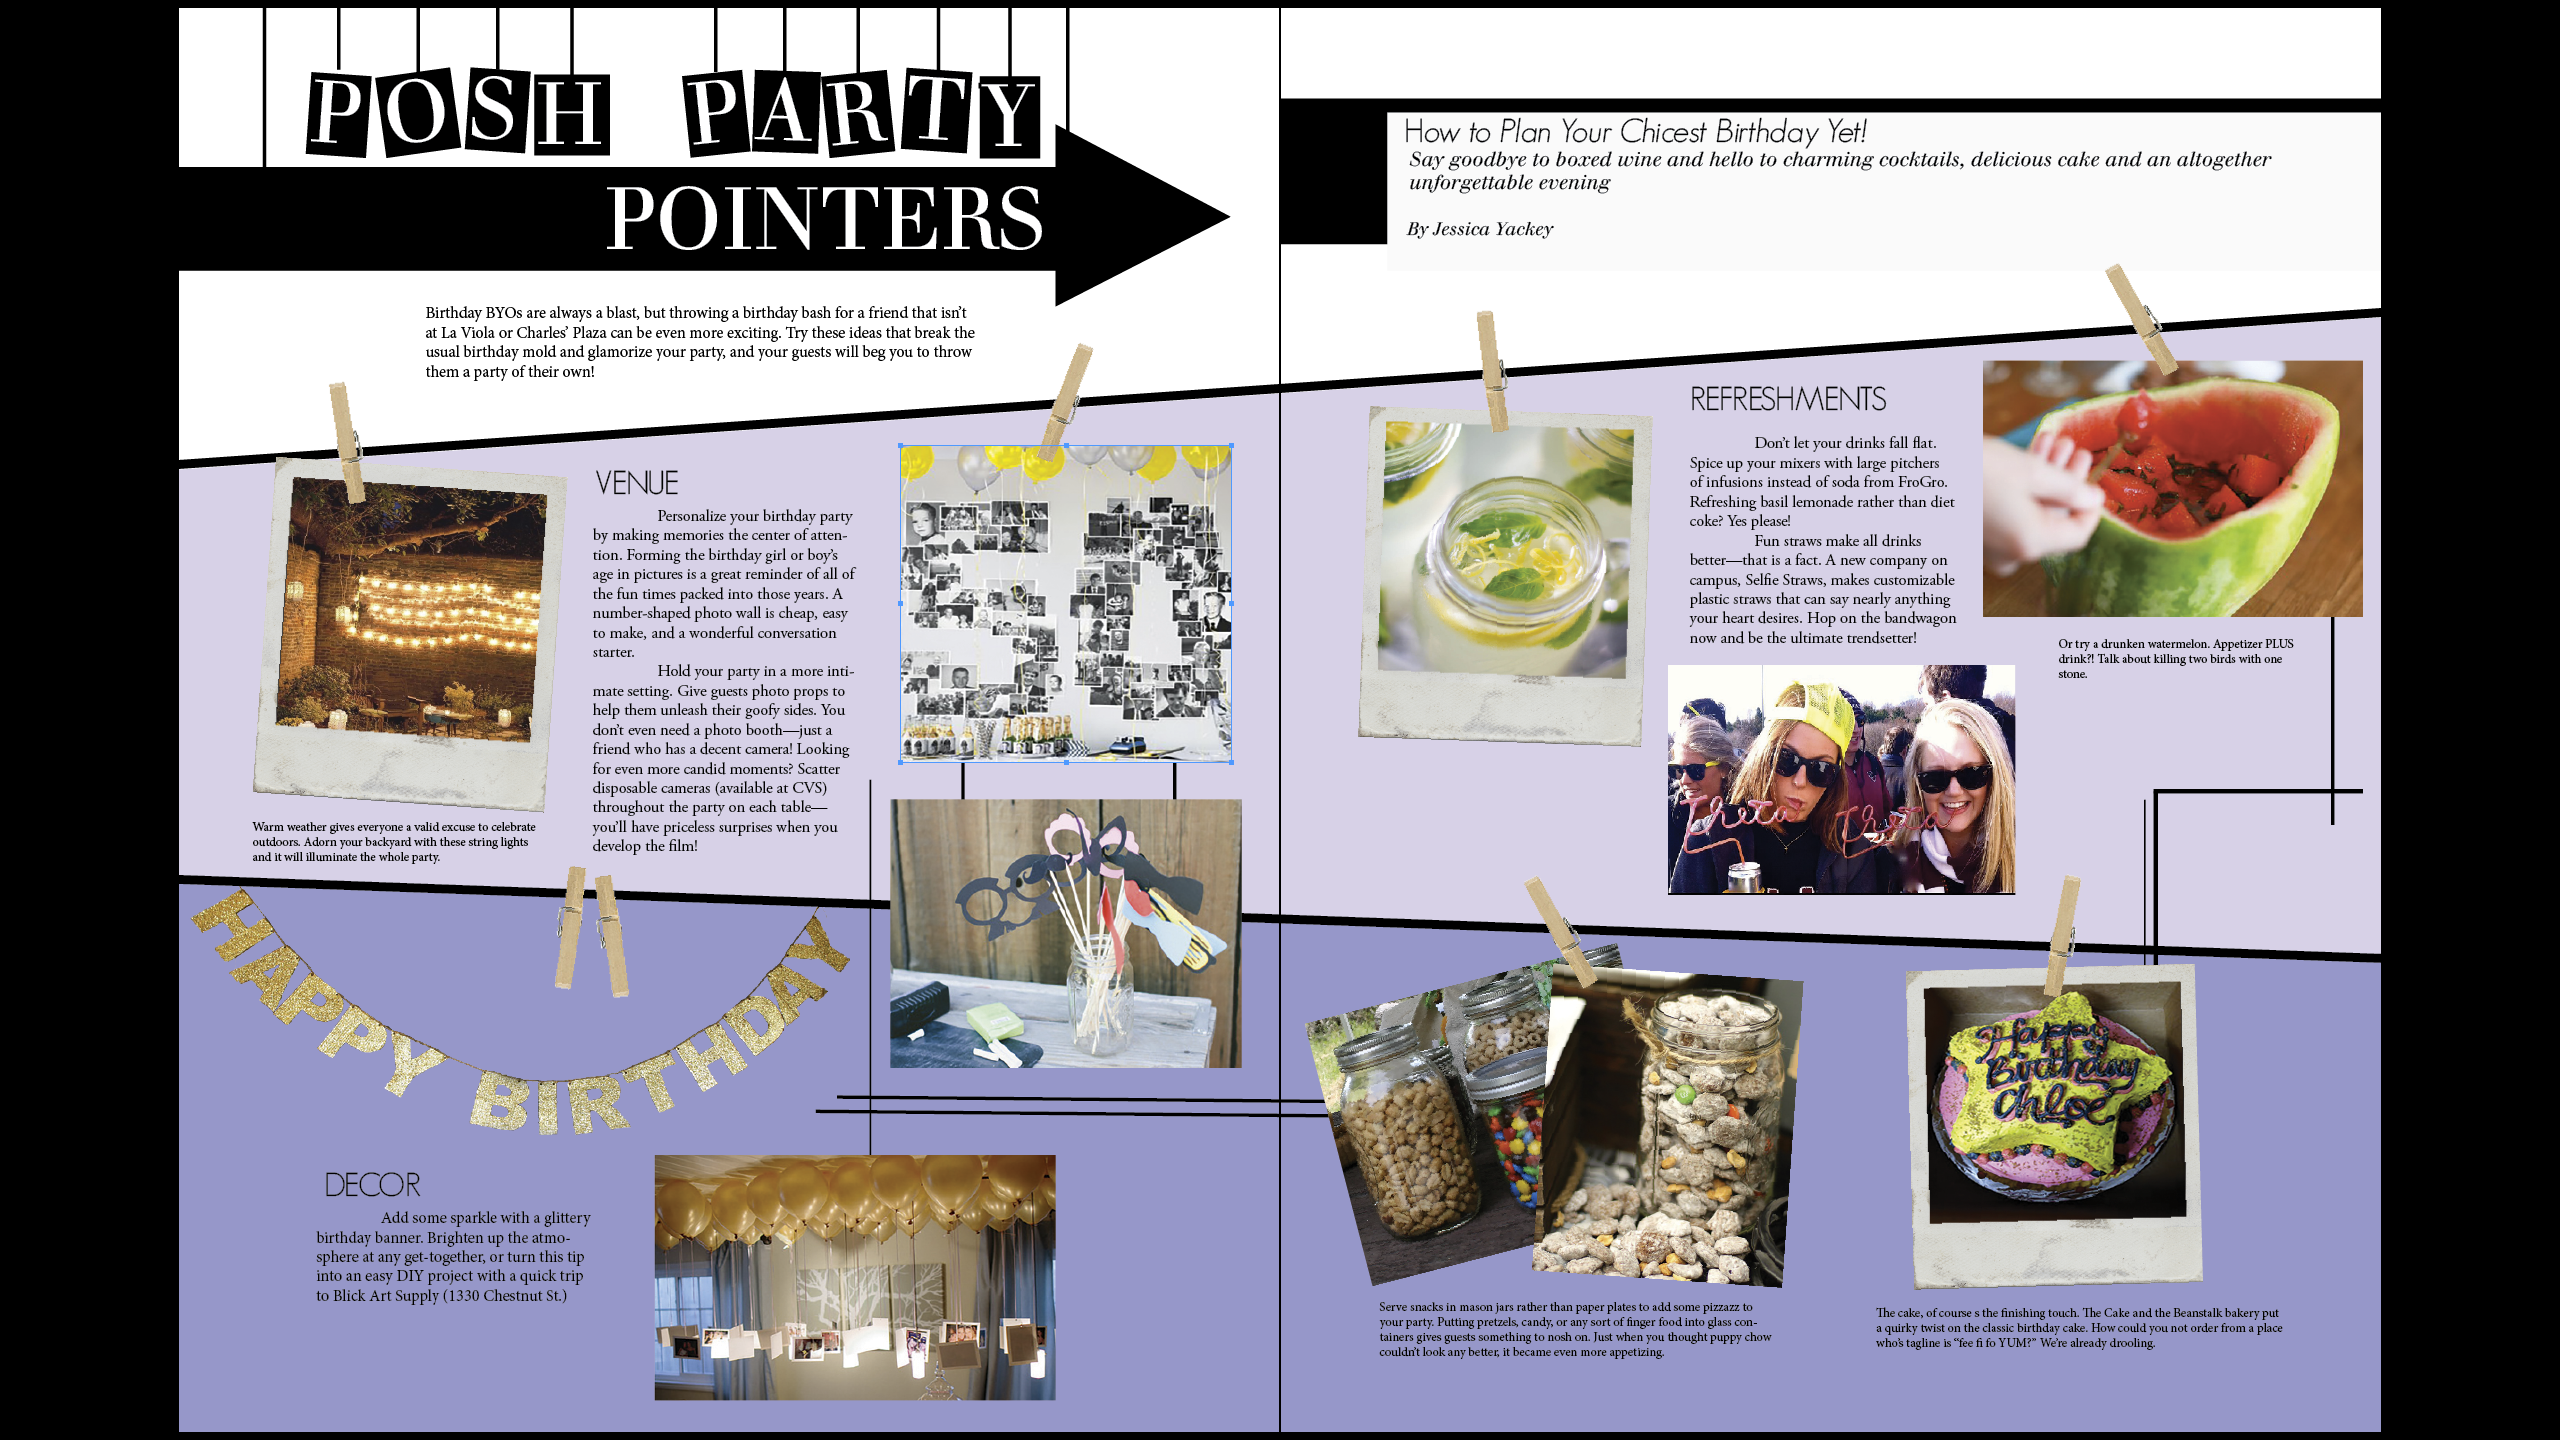 POSH PARTY
POINTERS
How to Plan Your Chicest Birthday Yet!
Say goodbye to boxed wine and hello to charming cocktails, delicious cake and an altogether
unforgettable evening
By Jessica Yackey
Birthday BYOs are always a blast, but throwing a birthday bash for a friend that isn't
at La Viola or Charles' Plaza can be even more exciting. Try these ideas that break the
usual birthday mold and glamorize your party, and your guests will beg you to throw
them a party of their own!
VENUE
Personalize your birthday party
by making memories the center of atten-
tion. Forming the birthday girl or boy's
age in pictures is a great reminder of all of
the fun times packed into those years. A
number-shaped photo wall is cheap, easy
to make, and a wonderful conversation
starter.
Hold your party in a more inti-
mate setting. Give guests photo props to
help them unleash their goofy sides. You
don't even need a photo booth—just a
friend who has a decent camera! Looking
for even more candid moments? Scatter
disposable cameras (available at CVS)
throughout the party on each table—
you'll have priceless surprises when you
develop the film!
Warm weather gives everyone a valid excuse to celebrate
outdoors. Adorn your backyard with these string lights
and it will illuminate the whole party.
HAPPY BIRTHDAY
DECOR
Add some sparkle with a glittery
birthday banner. Brighten up the atmo-
sphere at any get-together, or turn this tip
into an easy DIY project with a quick trip
to Blick Art Supply (1330 Chestnut St.)
REFRESHMENTS
Don't let your drinks fall flat.
Spice up your mixers with large pitchers
of infusions instead of soda from FroGro.
Refreshing basil lemonade rather than diet
coke? Yes please!
Fun straws make all drinks
better—that is a fact. A new company on
campus, Selfie Straws, makes customizable
plastic straws that can say nearly anything
your heart desires. Hop on the bandwagon
now and be the ultimate trendsetter!
Or try a drunken watermelon. Appetizer PLUS
drink?! Talk about killing two birds with one
stone.
theta theta
Happy
Birthday
Chloe
Serve snacks in mason jars rather than paper plates to add some pizzazz to
your party. Putting pretzels, candy, or any sort of finger food into glass con-
tainers gives guests something to nosh on. Just when you thought puppy chow
couldn't look any better, it became even more appetizing.
The cake, of course s the finishing touch. The Cake and the Beanstalk bakery put
a quirky twist on the classic birthday cake. How could you not order from a place
who's tagline is "fee fi fo YUM?" We're already drooling.